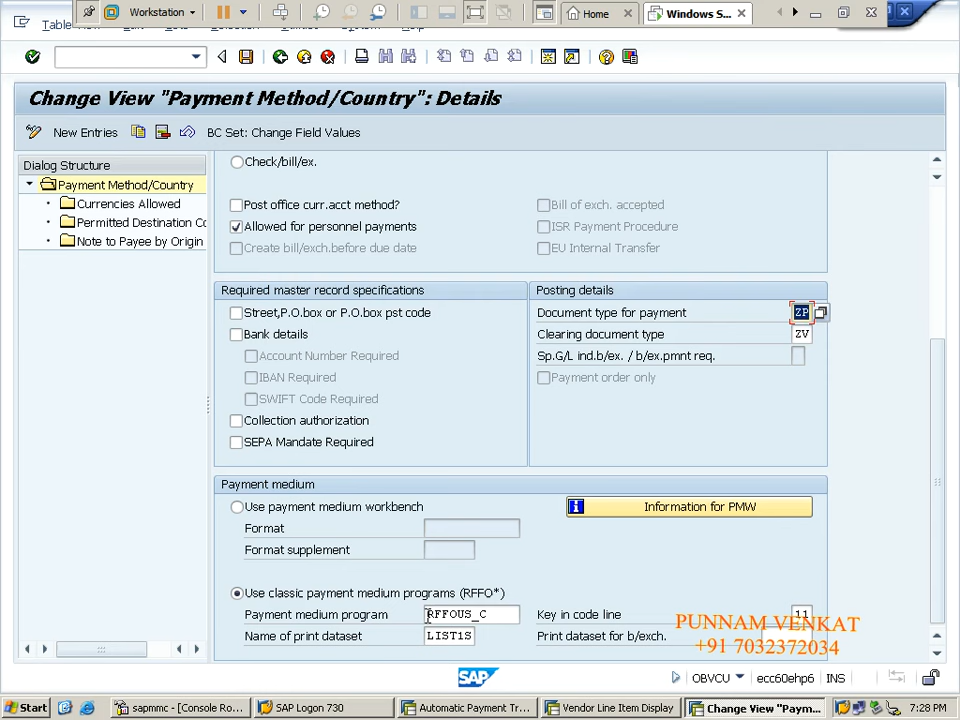 Workstation
Home
Windows S...
Change View "Payment Method/Country": Details
New Entries
BC Set: Change Field Values
Dialog Structure
Payment Method/Country
Currencies Allowed
Permitted Destination Co
Note to Payee by Origin
Check/bill/ex.
Post office curr.acct method?
Bill of exch. accepted
Allowed for personnel payments
ISR Payment Procedure
Create bill/exch.before due date
EU Internal Transfer
Required master record specifications
Posting details
Street,P.O.box or P.O.box pst code
Document type for payment
ZP
Bank details
Clearing document type
ZV
Account Number Required
Sp.G/L ind.b/ex. / b/ex.pmnt req.
IBAN Required
Payment order only
SWIFT Code Required
Collection authorization
SEPA Mandate Required
Payment medium
Use payment medium workbench
Information for PMW
Format
Format supplement
Use classic payment medium programs (RFFO*)
Payment medium program
RFFOUS_C
Key in code line
11
Name of print dataset
LIST1S
Print dataset for b/exch.
PUNNAM VENKAT
+91 7032372034
SAP
OBVCU
ecc60ehp6
INS
Start
sapmmc - [Console Ro...
SAP Logon 730
Automatic Payment Tr...
Vendor Line Item Display
Change View "Paym...
7:28 PM